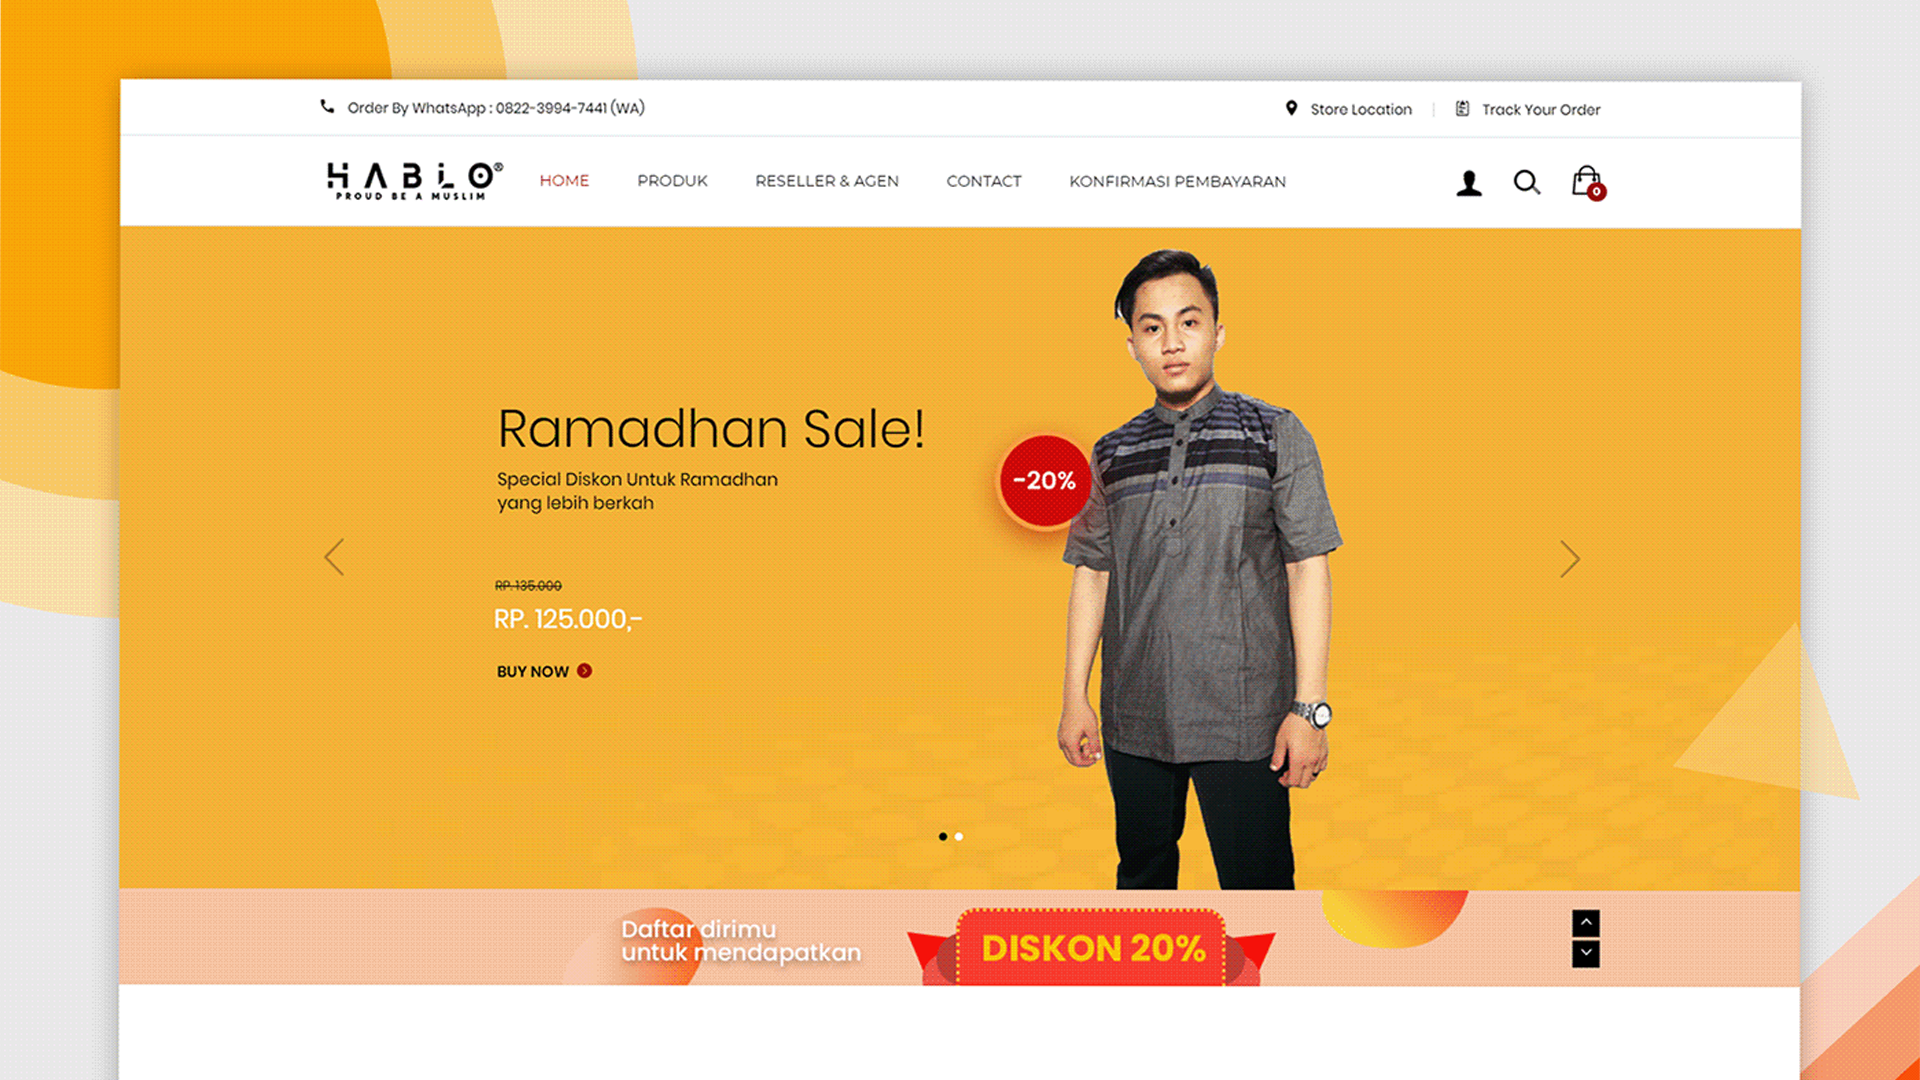 Order By WhatsApp : 0822-3994-7441 (WA)
Store Location
Track Your Order
HABLO®
PROUD BE A MUSLIM
HOME
PRODUK
RESELLER & AGEN
CONTACT
KONFIRMASI PEMBAYARAN
0
Ramadhan Sale!
Special Diskon Untuk Ramadhan
yang lebih berkah
-20%
RP. 135.000
RP. 125.000,-
BUY NOW
Daftar dirimu
untuk mendapatkan
DISKON 20%